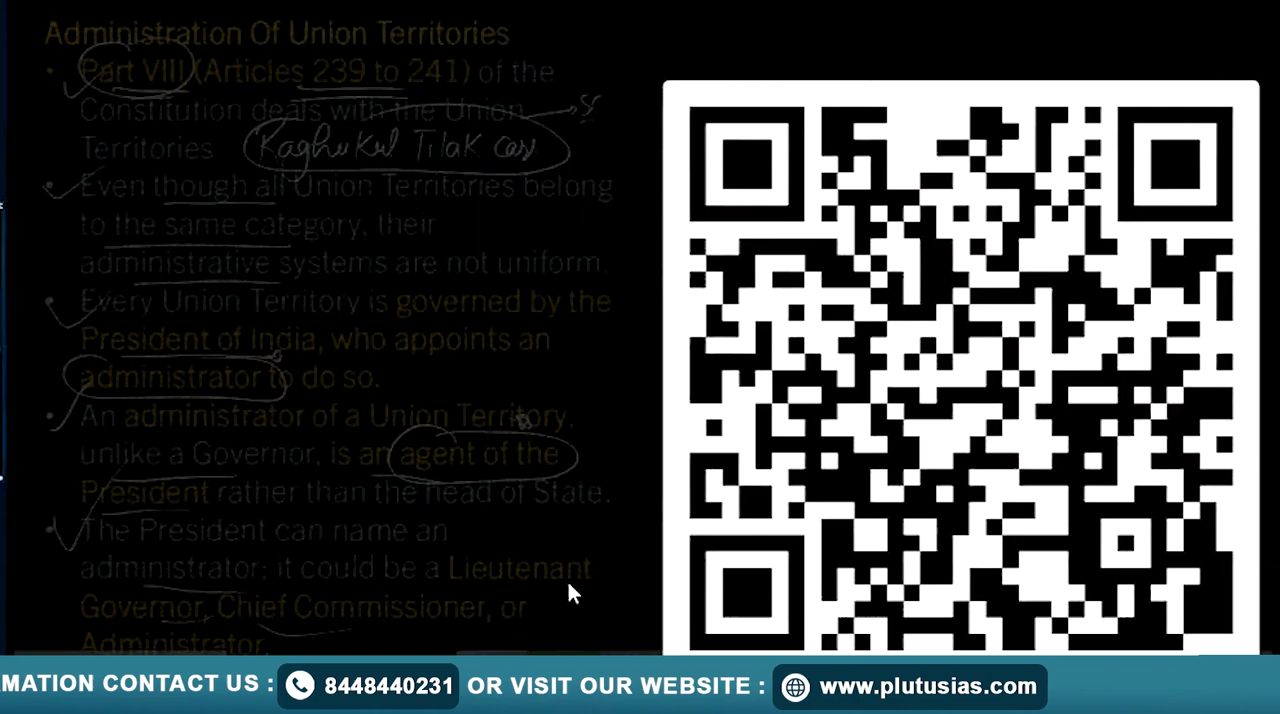 Administration Of Union Territories
• Part VIII (Articles 239 to 241) of the
Constitution deals with the Union
Territories
Raghukul Tilak case
• Even though all Union Territories belong
to the same category, their
administrative systems are not uniform.
• Every Union Territory is governed by the
President of India, who appoints an
administrator to do so.
• An administrator of a Union Territory,
unlike a Governor, is an agent of the
President rather than the head of State.
• The President can name an
administrator; it could be a Lieutenant
Governor, Chief Commissioner, or
Administrator.
MATION CONTACT US : 8448440231 OR VISIT OUR WEBSITE : www.plutusias.com